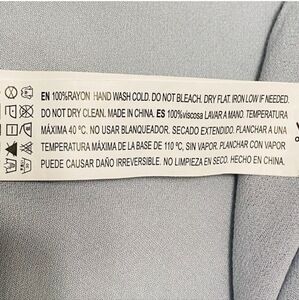 EN 100%RAYON HAND WASH COLD. DO NOT BLEACH. DRY FLAT. IRON LOW IF NEEDED.
DO NOT DRY CLEAN. MADE IN CHINA. ES 100%viscosa LAVAR A MANO. TEMPERATURA
MÁXIMA 40 ºC. NO USAR BLANQUEADOR. SECADO EXTENDIDO. PLANCHAR A UNA
TEMPERATURA MÁXIMA DE LA BASE DE 110 ºC, SIN VAPOR. PLANCHAR CON VAPOR
PUEDE CAUSAR DAÑO IRREVERSIBLE. NO LIMPIEZA EN SECO. HECHO EN CHINA.